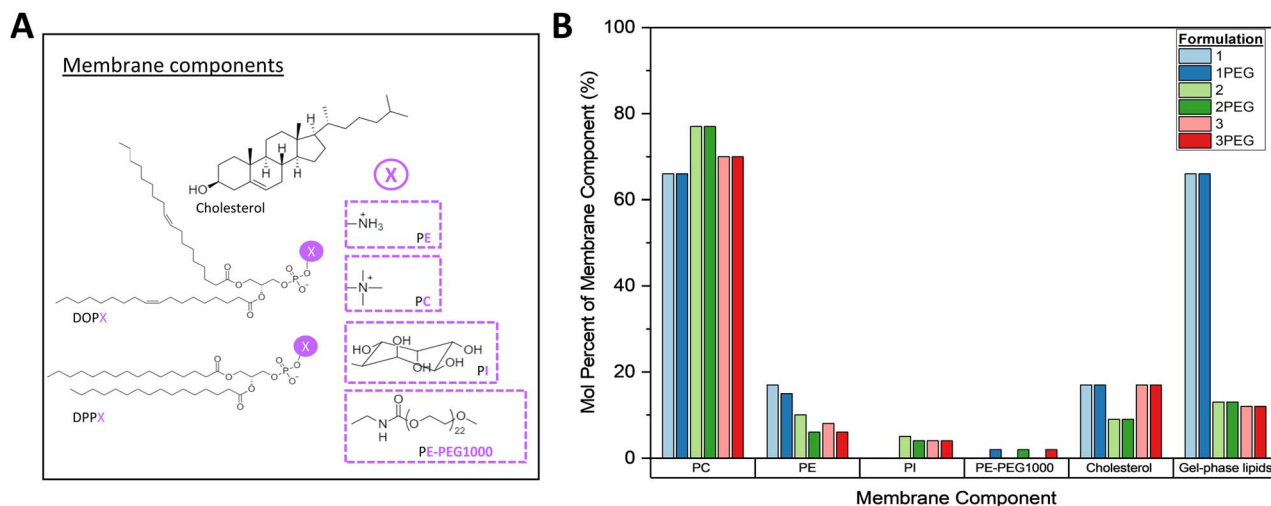 A
Membrane components
HO
H
H
H
H
Cholesterol
X
NH₃
+
PE
N
+
PC
HO
OH
OH
OH
OH
OH
PI
O
N
H
O
O
22
PE-PEG1000
X
O
O
O
O
P
O
O
O⁻
DOPX
X
O
O
O
O
P
O
O
O⁻
DPPX
B
Mol Percent of Membrane Component (%)
100
80
60
40
20
0
Formulation
1
1PEG
2
2PEG
3
3PEG
PC PE PI PE-PEG1000 Cholesterol Gel-phase lipids
Membrane Component